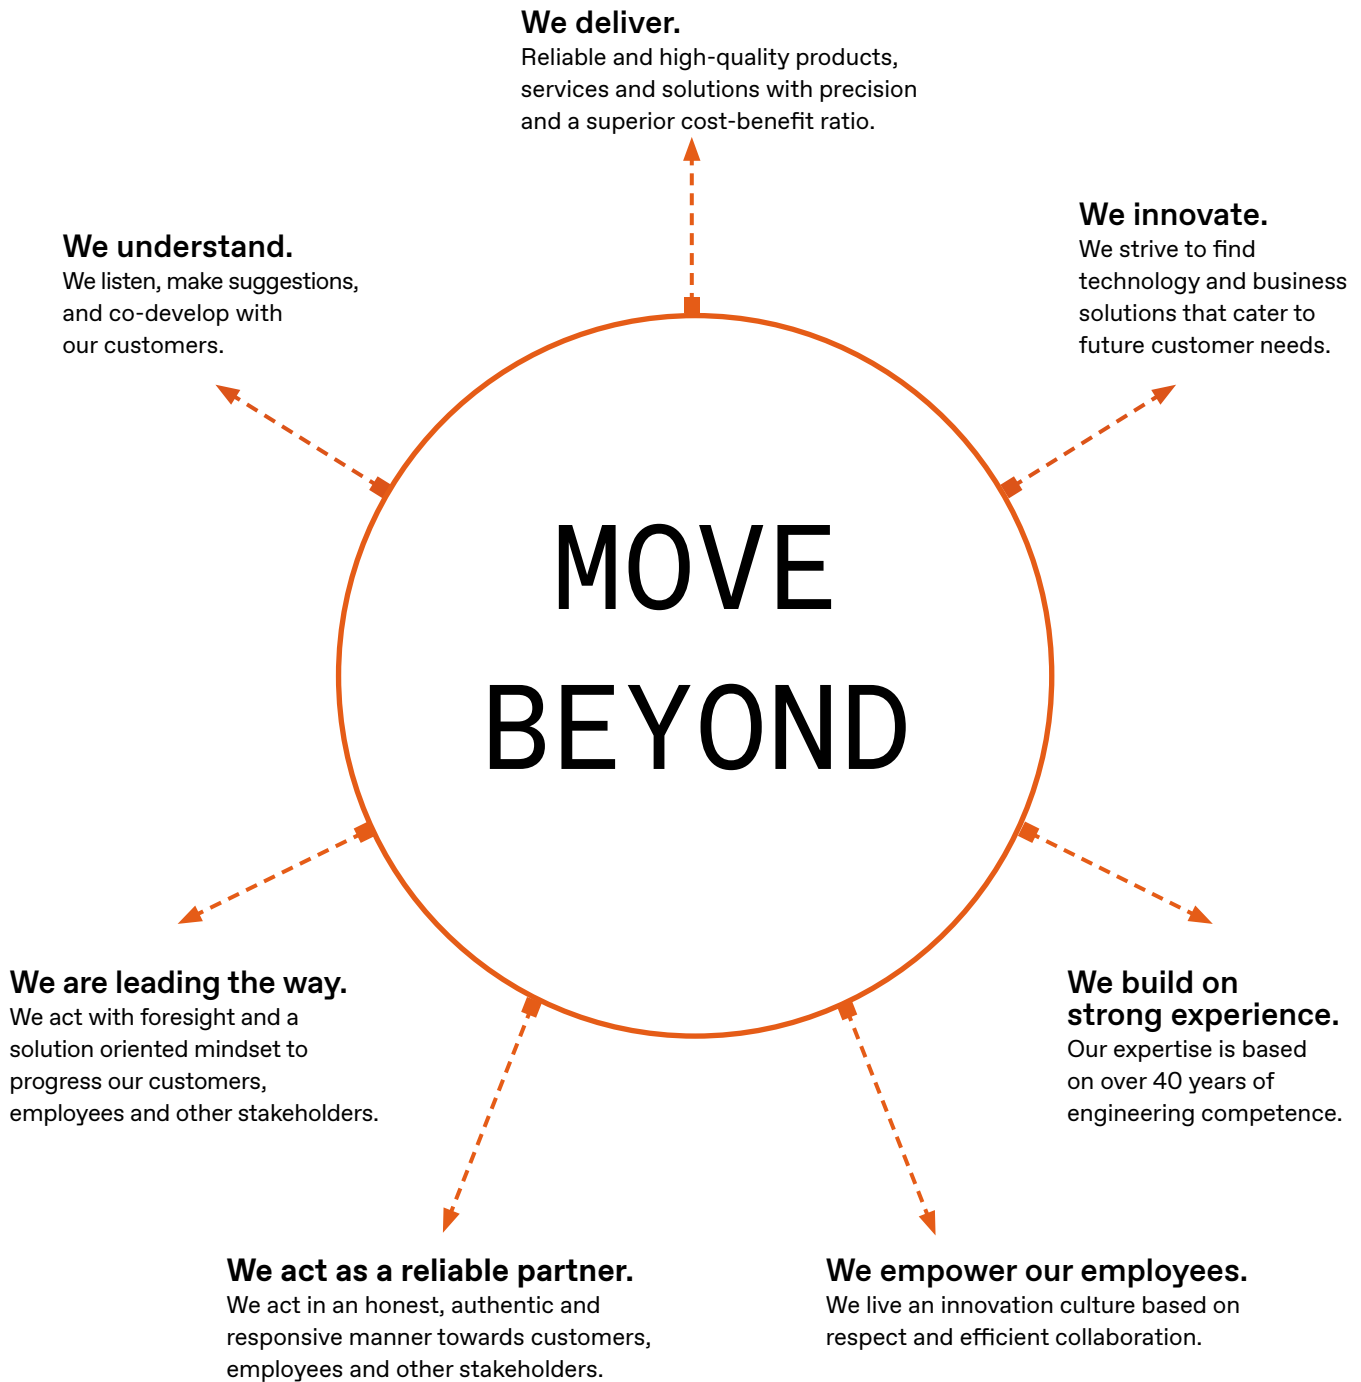 We deliver.
Reliable and high-quality products,
services and solutions with precision
and a superior cost-benefit ratio.
We innovate.
We strive to find
technology and business
solutions that cater to
future customer needs.
We understand.
We listen, make suggestions,
and co-develop with
our customers.
MOVE
BEYOND
We are leading the way.
We act with foresight and a
solution oriented mindset to
progress our customers,
employees and other stakeholders.
We build on
strong experience.
Our expertise is based
on over 40 years of
engineering competence.
We act as a reliable partner.
We act in an honest, authentic and
responsive manner towards customers,
employees and other stakeholders.
We empower our employees.
We live an innovation culture based on
respect and efficient collaboration.